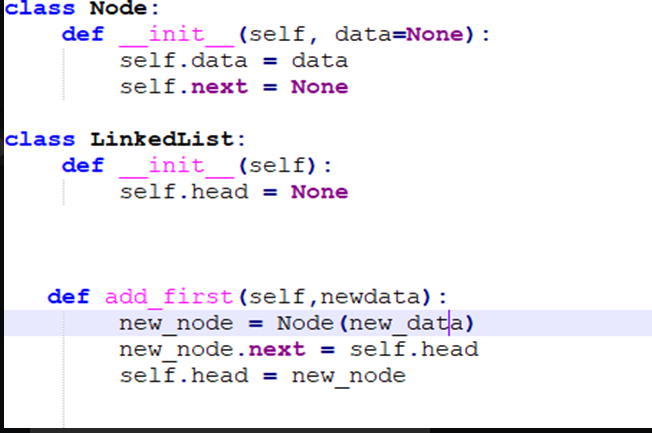 class Node:
    def __init__(self, data=None):
        self.data = data
        self.next = None
class LinkedList:
    def __init__(self):
        self.head = None
   def add_first(self,newdata):
        new_node = Node(new_data)
        new_node.next = self.head
        self.head = new_node